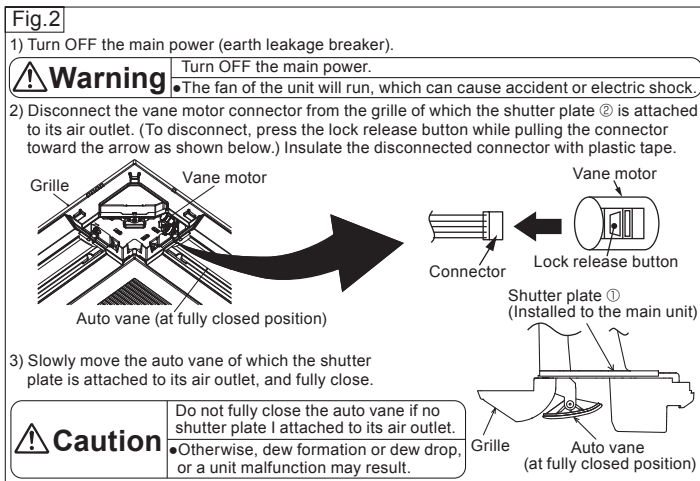 Fig.2
1) Turn OFF the main power (earth leakage breaker).
Warning
Turn OFF the main power.
●The fan of the unit will run, which can cause accident or electric shock.
2) Disconnect the vane motor connector from the grille of which the shutter plate ② is attached
to its air outlet. (To disconnect, press the lock release button while pulling the connector
toward the arrow as shown below.) Insulate the disconnected connector with plastic tape.
Grille
Vane motor
Auto vane (at fully closed position)
Vane motor
Connector
Lock release button
3) Slowly move the auto vane of which the shutter
plate is attached to its air outlet, and fully close.
Caution
Do not fully close the auto vane if no
shutter plate I attached to its air outlet.
●Otherwise, dew formation or dew drop,
or a unit malfunction may result.
Shutter plate ①
(Installed to the main unit)
Grille
Auto vane
(at fully closed position)